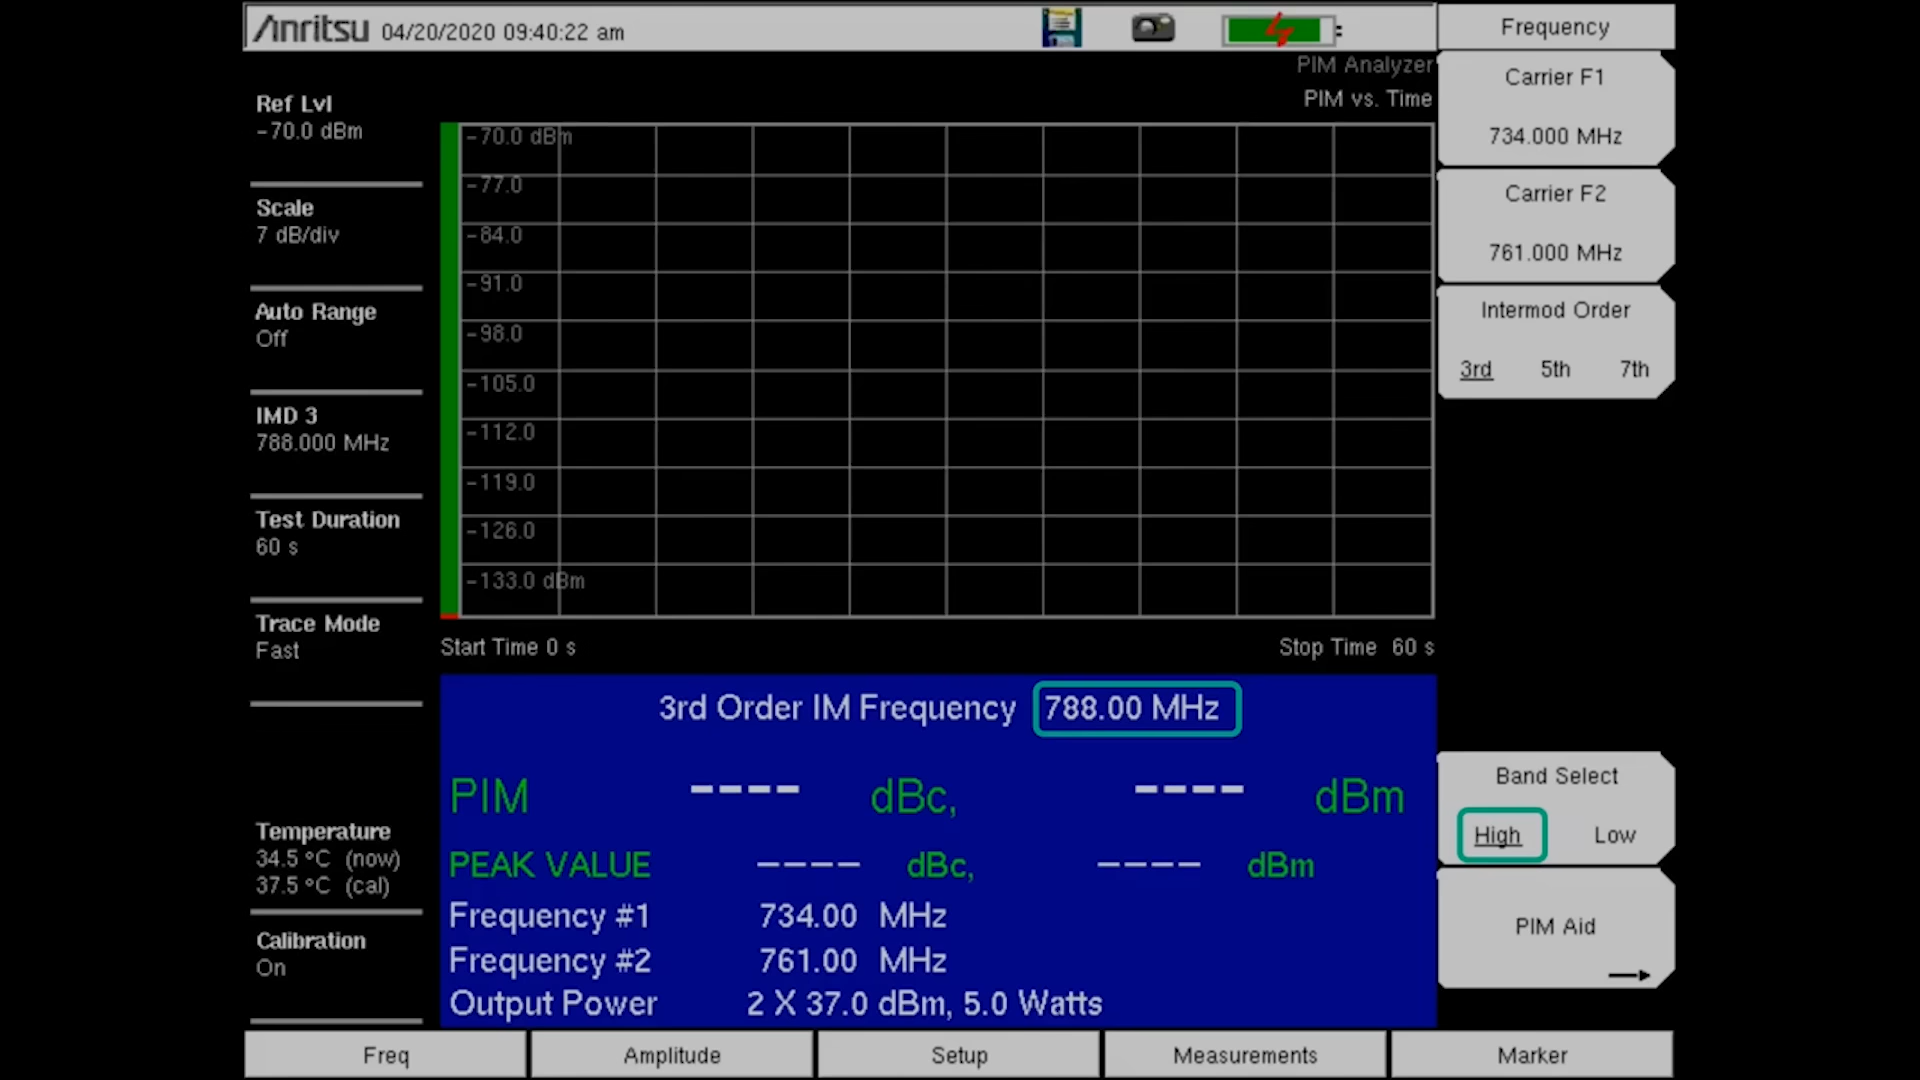 Anritsu 04/20/2020 09:40:22 am
Frequency
PIM Analyzer
PIM vs. Time
Ref Lvl
-70.0 dBm
Scale
7 dB/div
Auto Range
Off
IMD 3
788.000 MHz
Test Duration
60 s
Trace Mode
Fast
Temperature
34.5 °C (now)
37.5 °C (cal)
Calibration
On
-70.0 dBm
-77.0
-84.0
-91.0
-98.0
-105.0
-112.0
-119.0
-126.0
-133.0 dBm
Start Time 0 s
Stop Time 60 s
3rd Order IM Frequency 788.00 MHz
PIM ---- dBc, ---- dBm
PEAK VALUE ---- dBc, ---- dBm
Frequency #1 734.00 MHz
Frequency #2 761.00 MHz
Output Power 2 X 37.0 dBm, 5.0 Watts
Carrier F1
734.000 MHz
Carrier F2
761.000 MHz
Intermod Order
3rd 5th 7th
Band Select
High Low
PIM Aid
Freq Amplitude Setup Measurements Marker